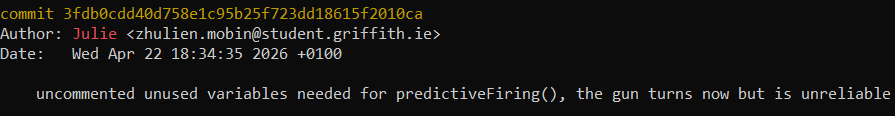 commit 3fdb0cdd40d758e1c95b25f723dd18615f2010ca
Author: Julie <zhulien.mobin@student.griffith.ie>
Date:   Wed Apr 22 18:34:35 2026 +0100
uncommented unused variables needed for predictiveFiring(), the gun turns now but is unreliable